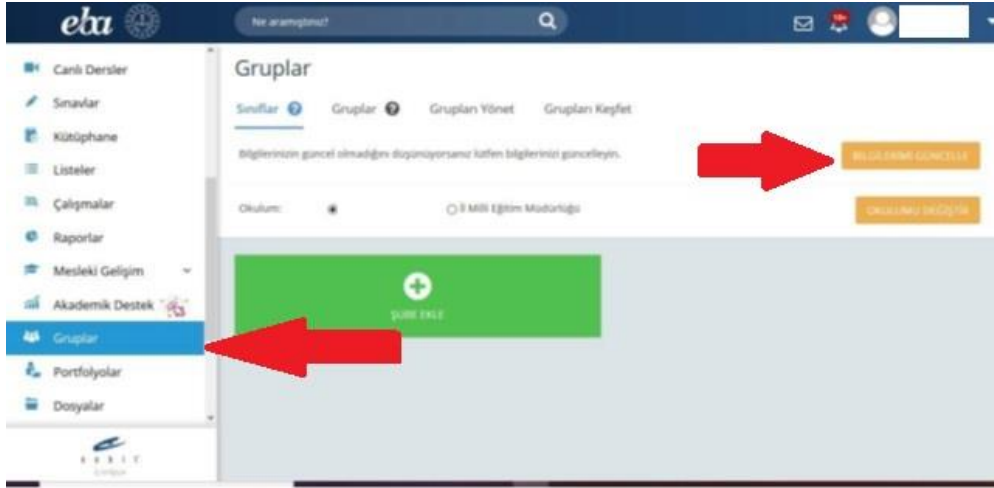 eba
Ne aramıştınız?
Canlı Dersler
Sınavlar
Kütüphane
Listeler
Çalışmalar
Raporlar
Mesleki Gelişim
Akademik Destek
Gruplar
Portfolyolar
Dosyalar
Gruplar
Sınıflar Gruplar Grupları Yönet Grupları Keşfet
Bilgilerinizin güncel olmadığını düşünüyorsanız lütfen bilgilerinizi güncelleyin.
BİLGİLERİMİ GÜNCELLE
Okulum: İl Milli Eğitim Müdürlüğü
OKULUMU DEĞİŞTİR
ŞUBE EKLE